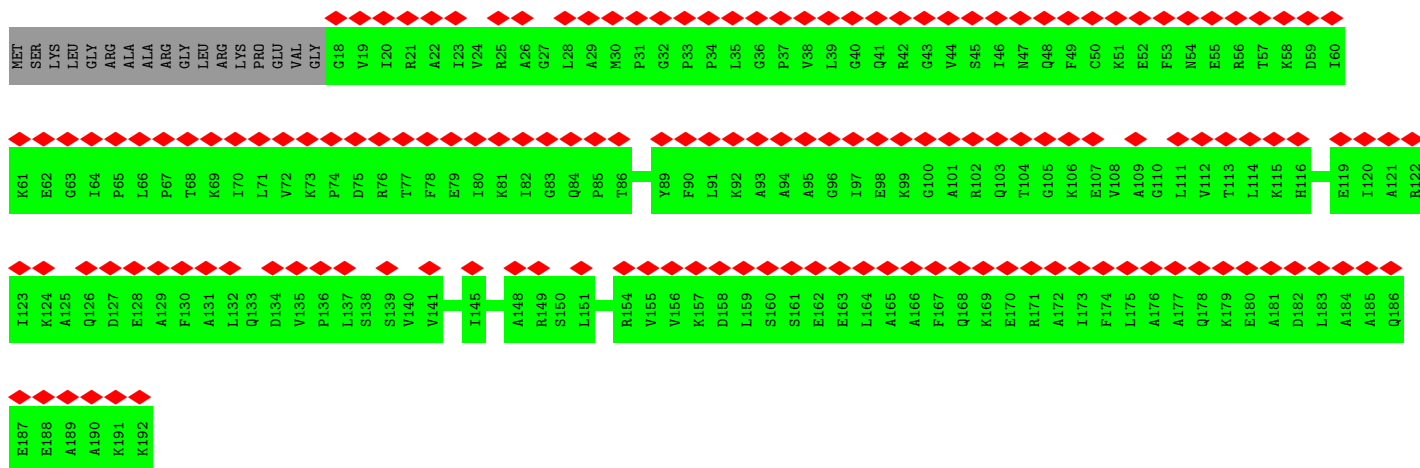 MET SER LYS LEU GLY ARG ALA ALA ARG GLY LEU ARG LYS PRO GLU VAL GLY G18 V19 I20 R21 A22 I23 V24 R25 A26 G27 L28 A29 M30 P31 G32 P33 P34 L35 G36 P37 V38 L39 G40 Q41 R42 G43 V44 S45 I46 N47 Q48 F49 C50 K51 E52 F53 N54 E55 R56 T57 K58 D59 I60
K61 E62 G63 I64 P65 L66 P67 T68 K69 I70 L71 V72 K73 P74 D75 R76 T77 F78 E79 I80 K81 I82 G83 Q84 P85 T86 Y89 F90 L91 K92 A93 A94 A95 G96 I97 E98 K99 G100 A101 R102 Q103 T104 G105 K106 E107 V108 A109 G110 L111 V112 T113 L114 K115 H116 E119 I120 A121 R122
I123 K124 A125 Q126 D127 E128 A129 F130 A131 L132 Q133 D134 V135 P136 L137 S138 S139 V140 V141 I145 A148 R149 S150 L151 R154 V155 V156 K157 D158 L159 S160 S161 E162 E163 L164 A165 A166 F167 Q168 K169 E170 R171 A172 I173 F174 L175 A176 A177 Q178 K179 E180 A181 D182 L183 A184 A185 Q186
E187 E188 A189 A190 K191 K192